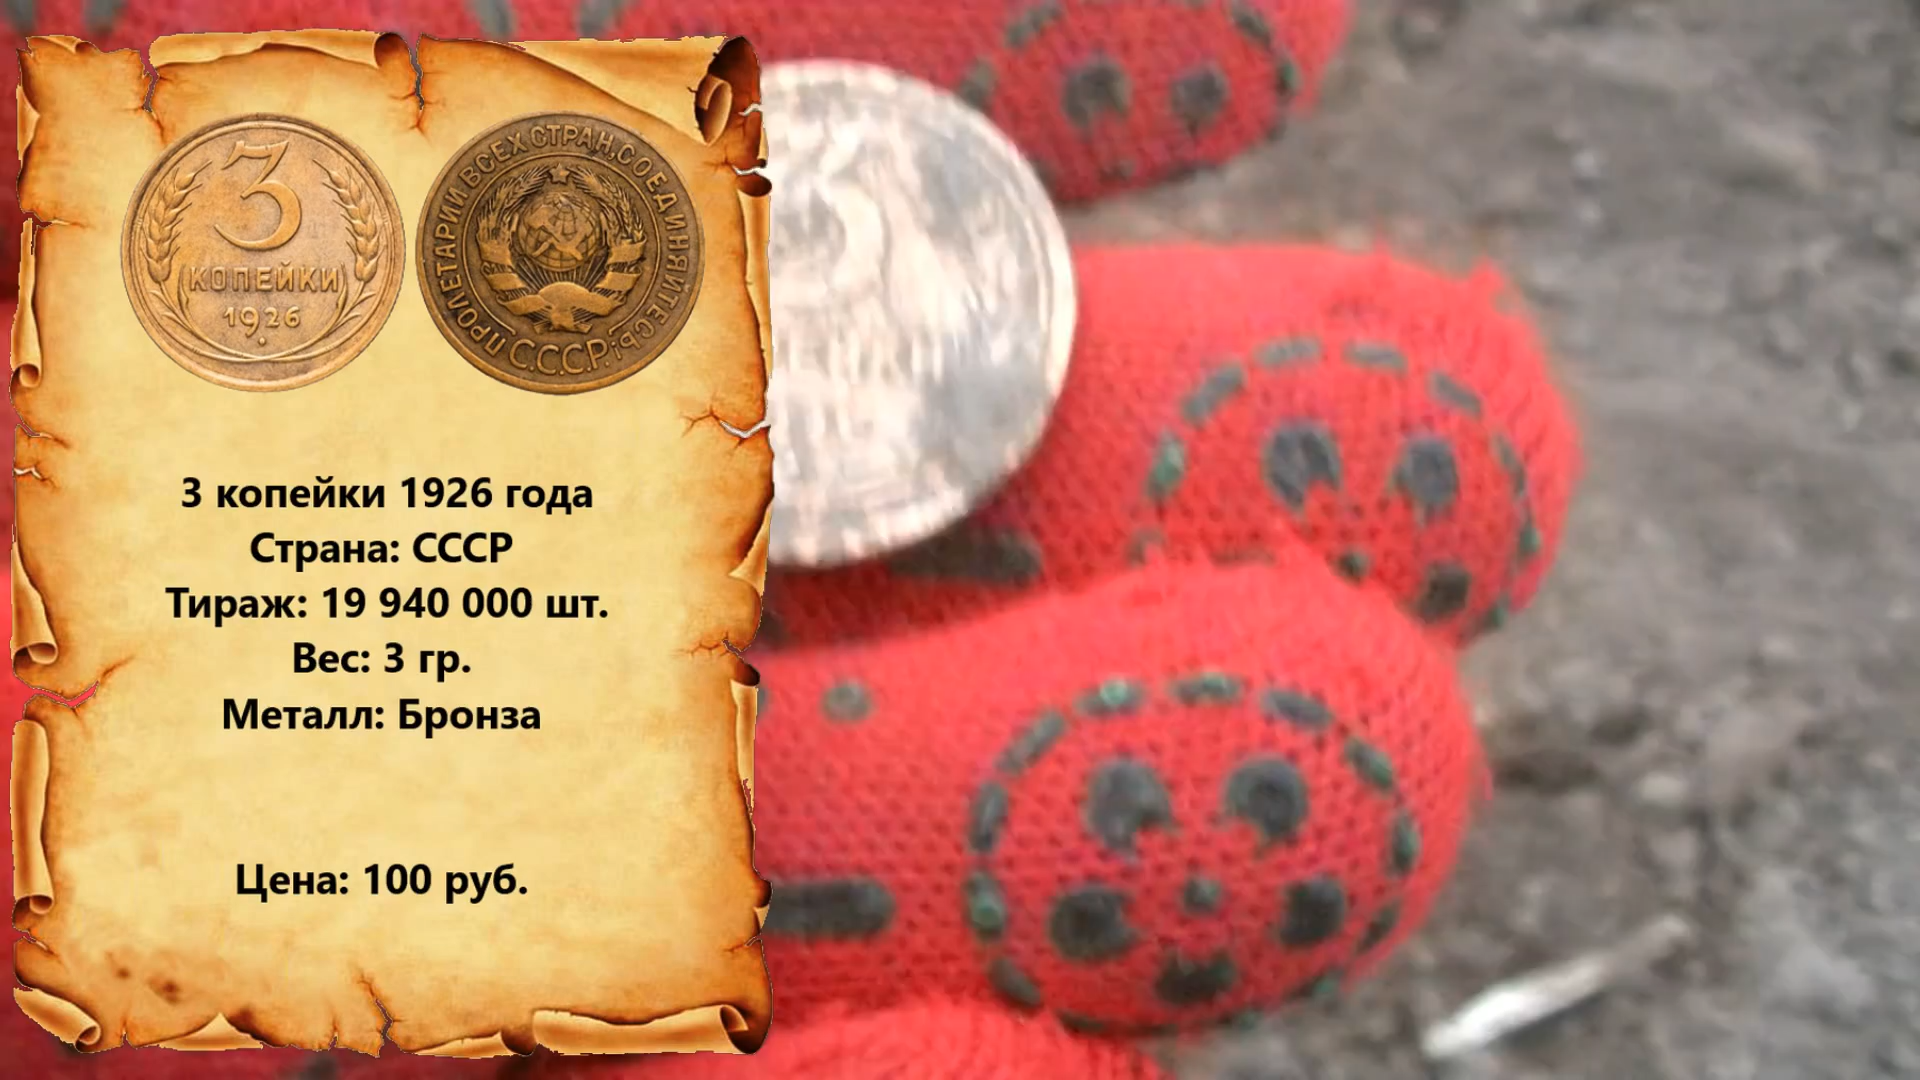 3
КОПЕЙКИ
1926
ПРОЛЕТАРИИ ВСЕХ СТРАН, СОЕДИНЯЙТЕСЬ!
С.С.С.Р.
3 копейки 1926 года
Страна: СССР
Тираж: 19 940 000 шт.
Вес: 3 гр.
Металл: Бронза
Цена: 100 руб.